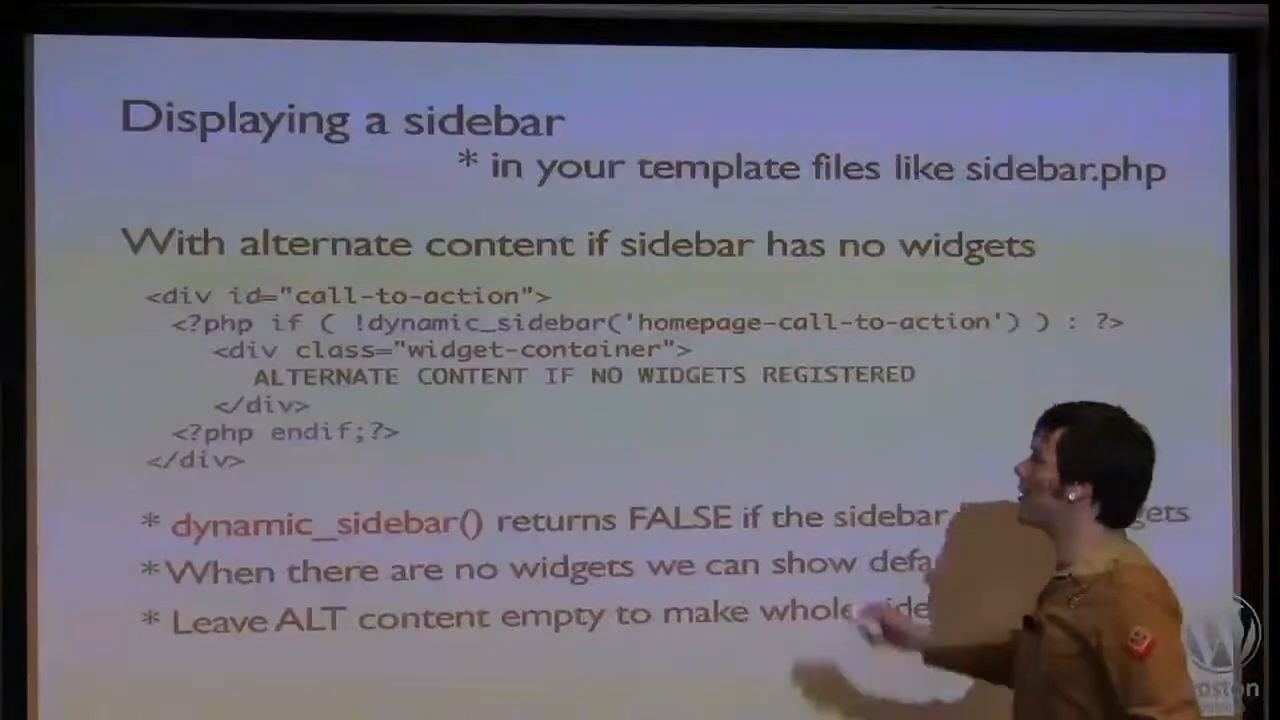 Displaying a sidebar
* in your template files like sidebar.php
With alternate content if sidebar has no widgets
<div id="call-to-action">
<?php if ( !dynamic_sidebar('homepage-call-to-action') ) : ?>
<div class="widget-container">
ALTERNATE CONTENT IF NO WIDGETS REGISTERED
</div>
<?php endif;?>
</div>
* dynamic_sidebar() returns FALSE if the sidebar
* When there are no widgets we can show
* Leave ALT content empty to make whole